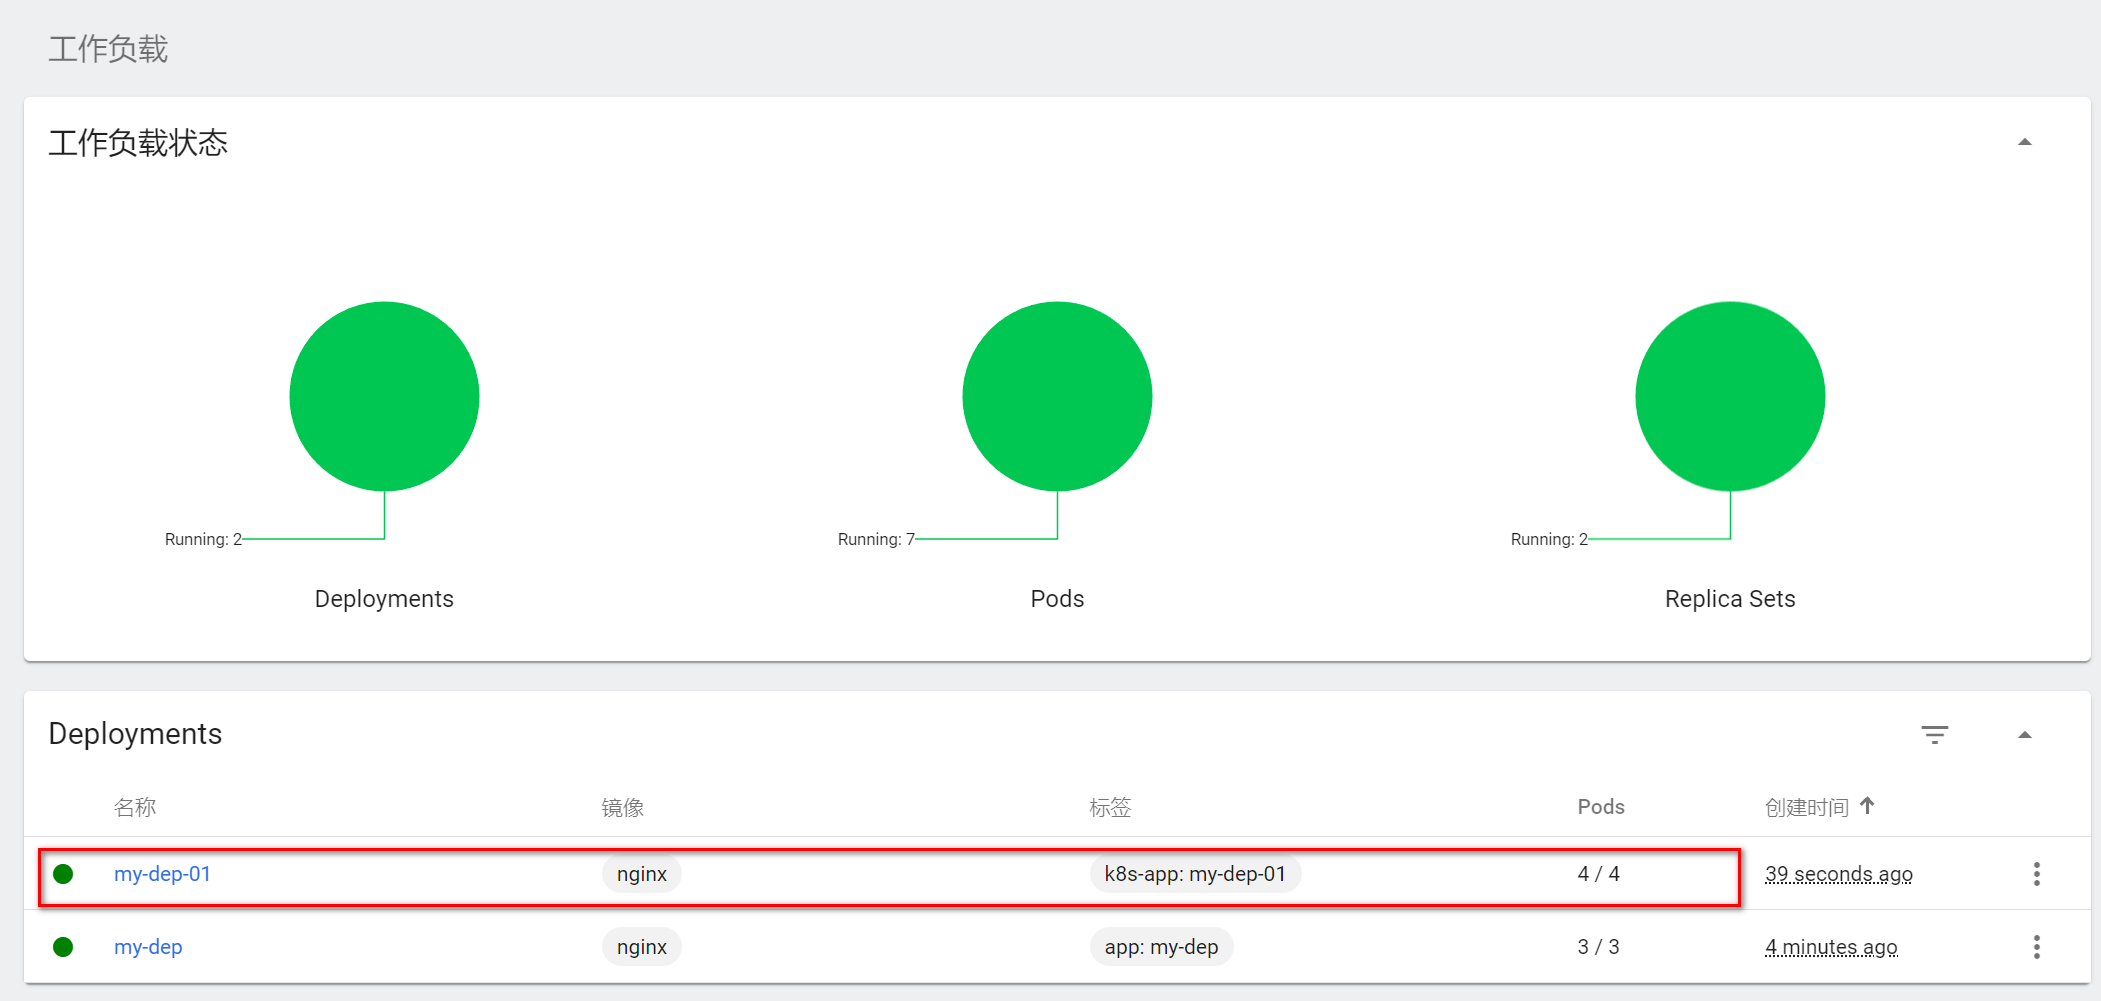 工作负载
工作负载状态
Running: 2
Running: 7
Running: 2
Deployments
Pods
Replica Sets
Deployments
名称 镜像 标签 Pods 创建时间
my-dep-01 nginx k8s-app: my-dep-01 4 / 4 39 seconds ago
my-dep nginx app: my-dep 3 / 3 4 minutes ago